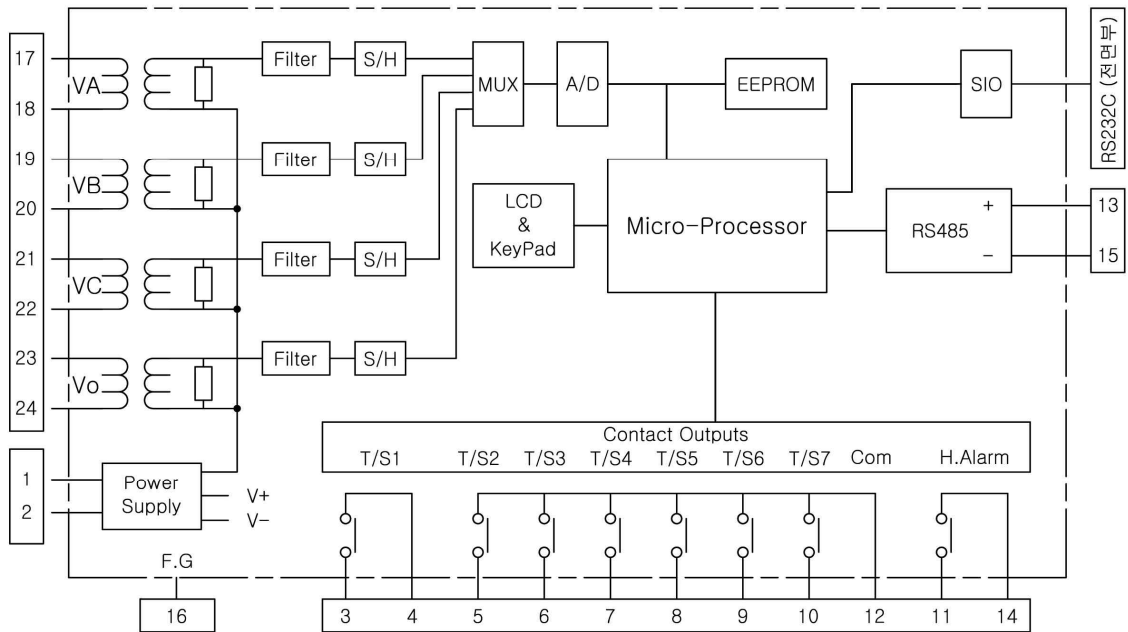 17
VA
18
Filter
S/H
MUX
A/D
EEPROM
SIO
RS232C (전면부)
19
VB
20
Filter
S/H
LCD
&
KeyPad
Micro-Processor
RS485
+
−
13
15
21
VC
22
Filter
S/H
23
Vo
24
Filter
S/H
Contact Outputs
T/S1 T/S2 T/S3 T/S4 T/S5 T/S6 T/S7 Com H.Alarm
1
2
Power
Supply
V+
V−
F.G
16
3 4 5 6 7 8 9 10 12 11 14